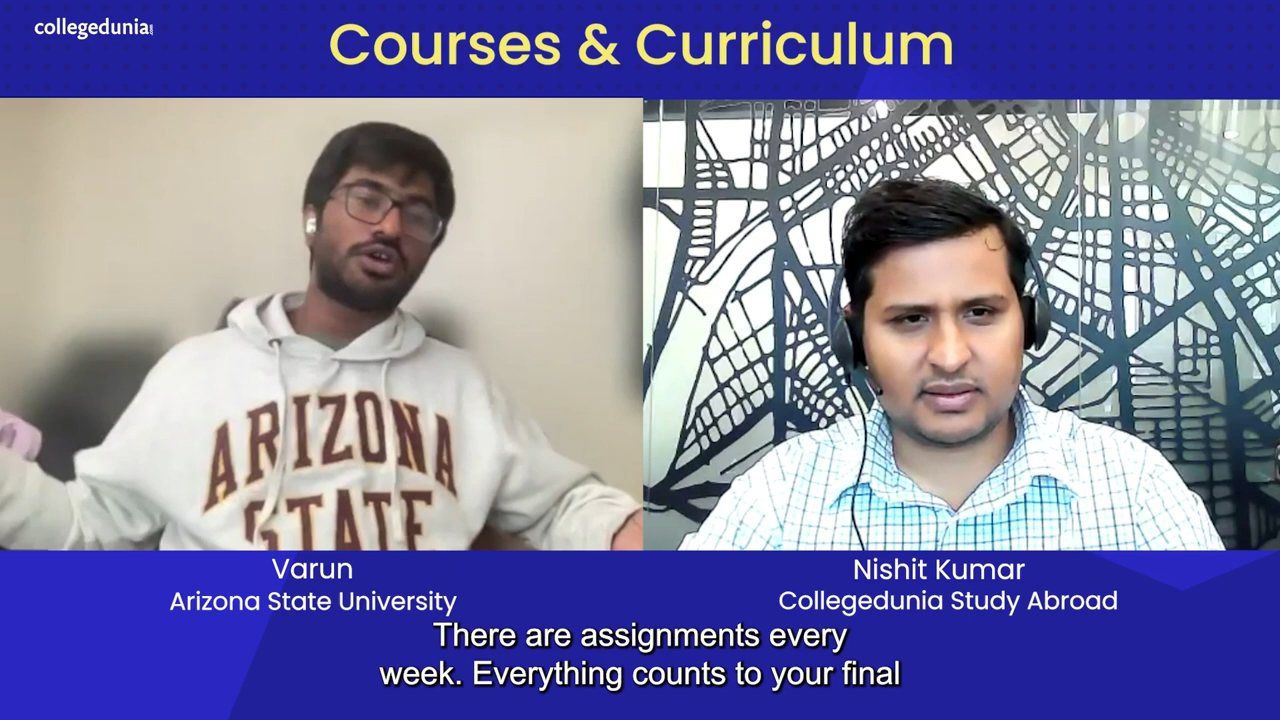 collegedunia
Courses & Curriculum
ARIZONA
STATE
Varun
Arizona State University
Nishit Kumar
Collegedunia Study Abroad
There are assignments every
week. Everything counts to your final